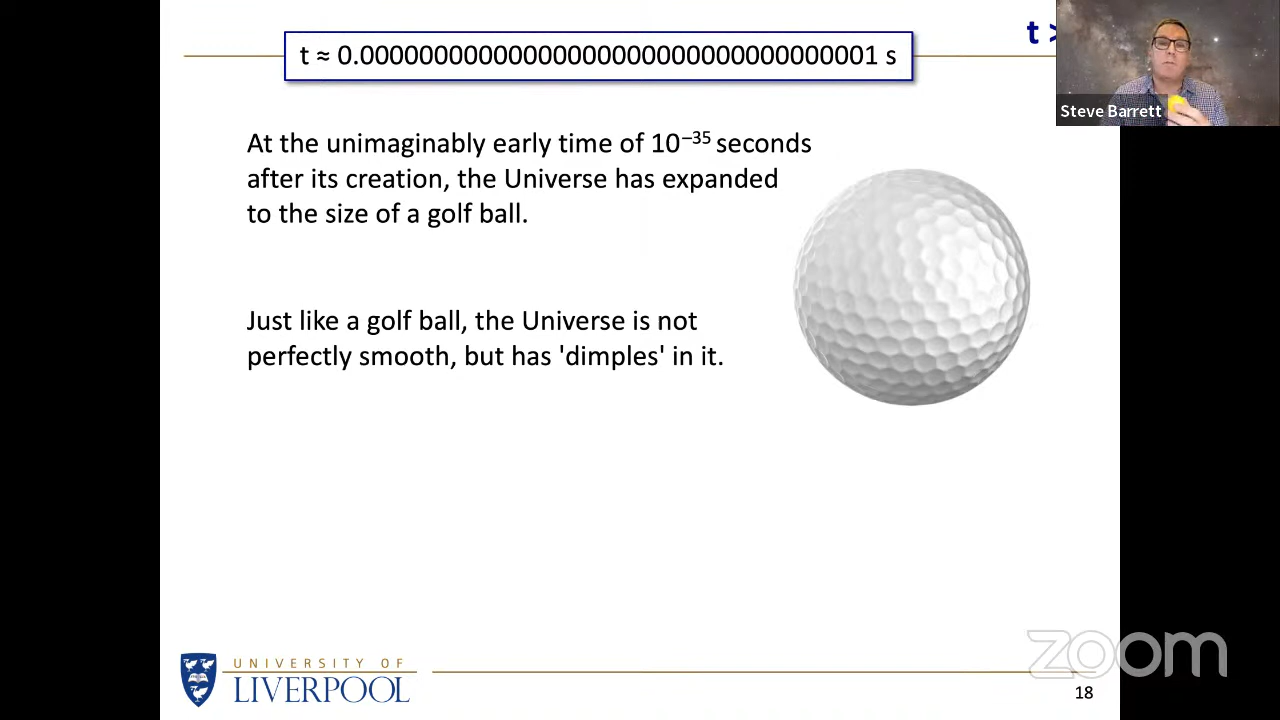 t ≈ 0.00000000000000000000000000000000001 s
t >
Steve Barrett
At the unimaginably early time of 10⁻³⁵ seconds
after its creation, the Universe has expanded
to the size of a golf ball.
Just like a golf ball, the Universe is not
perfectly smooth, but has 'dimples' in it.
UNIVERSITY OF
LIVERPOOL
zoom
18